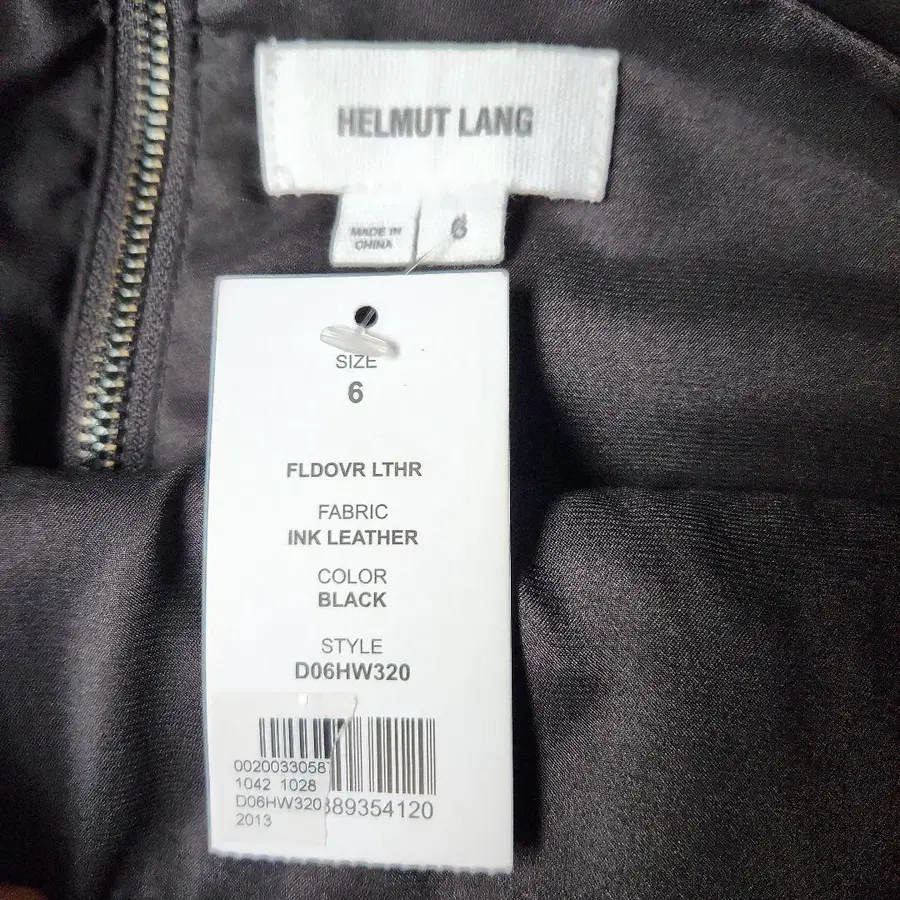 HELMUT LANG
MADE IN
CHINA
6
SIZE
6
FLDOVR LTHR
FABRIC
INK LEATHER
COLOR
BLACK
STYLE
D06HW320
0020033058
1042 1028
D06HW320
2013
89354120